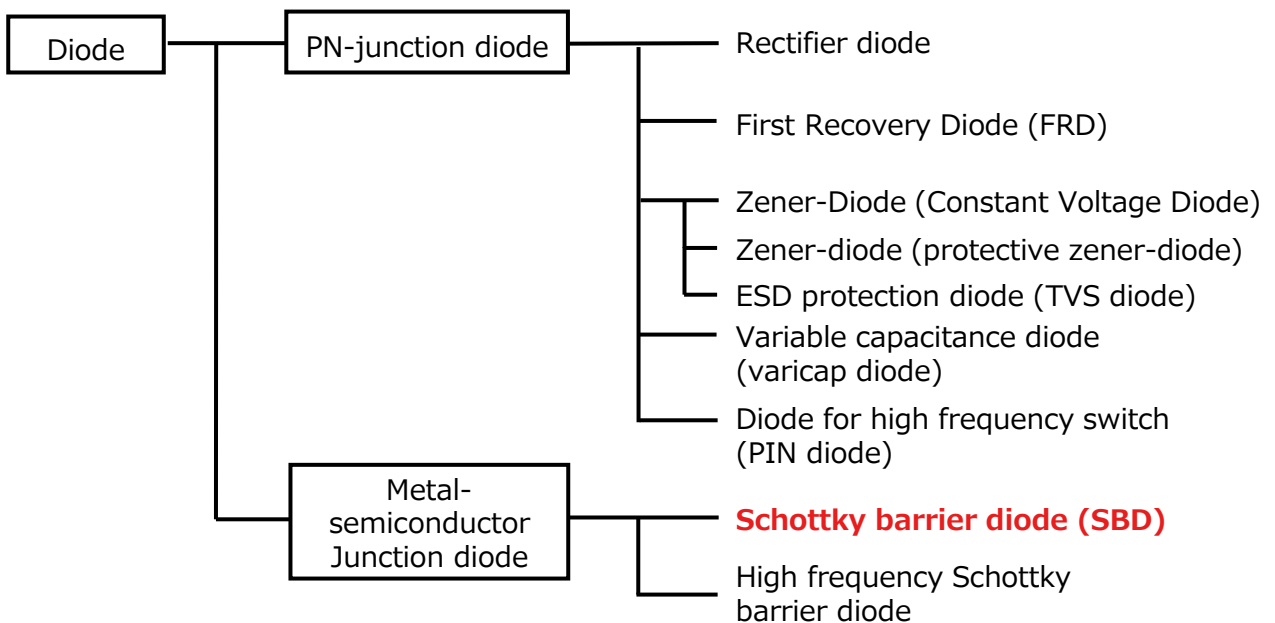 Diode
PN-junction diode
Rectifier diode
First Recovery Diode (FRD)
Zener-Diode (Constant Voltage Diode)
Zener-diode (protective zener-diode)
ESD protection diode (TVS diode)
Variable capacitance diode
(varicap diode)
Diode for high frequency switch
(PIN diode)
Metal-
semiconductor
Junction diode
Schottky barrier diode (SBD)
High frequency Schottky
barrier diode